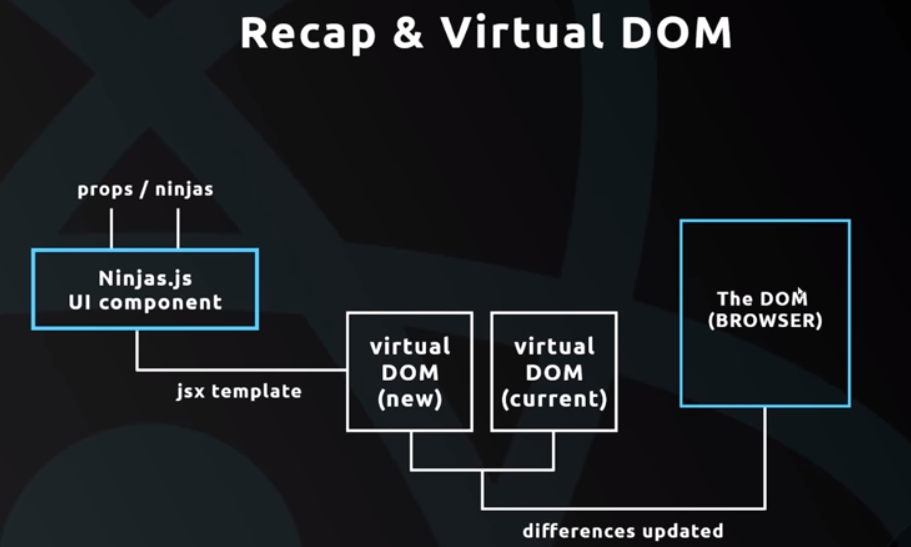 Recap & Virtual DOM
props / ninjas
Ninjas.js
UI component
jsx template
virtual
DOM
(new)
virtual
DOM
(current)
The DOM
(BROWSER)
differences updated